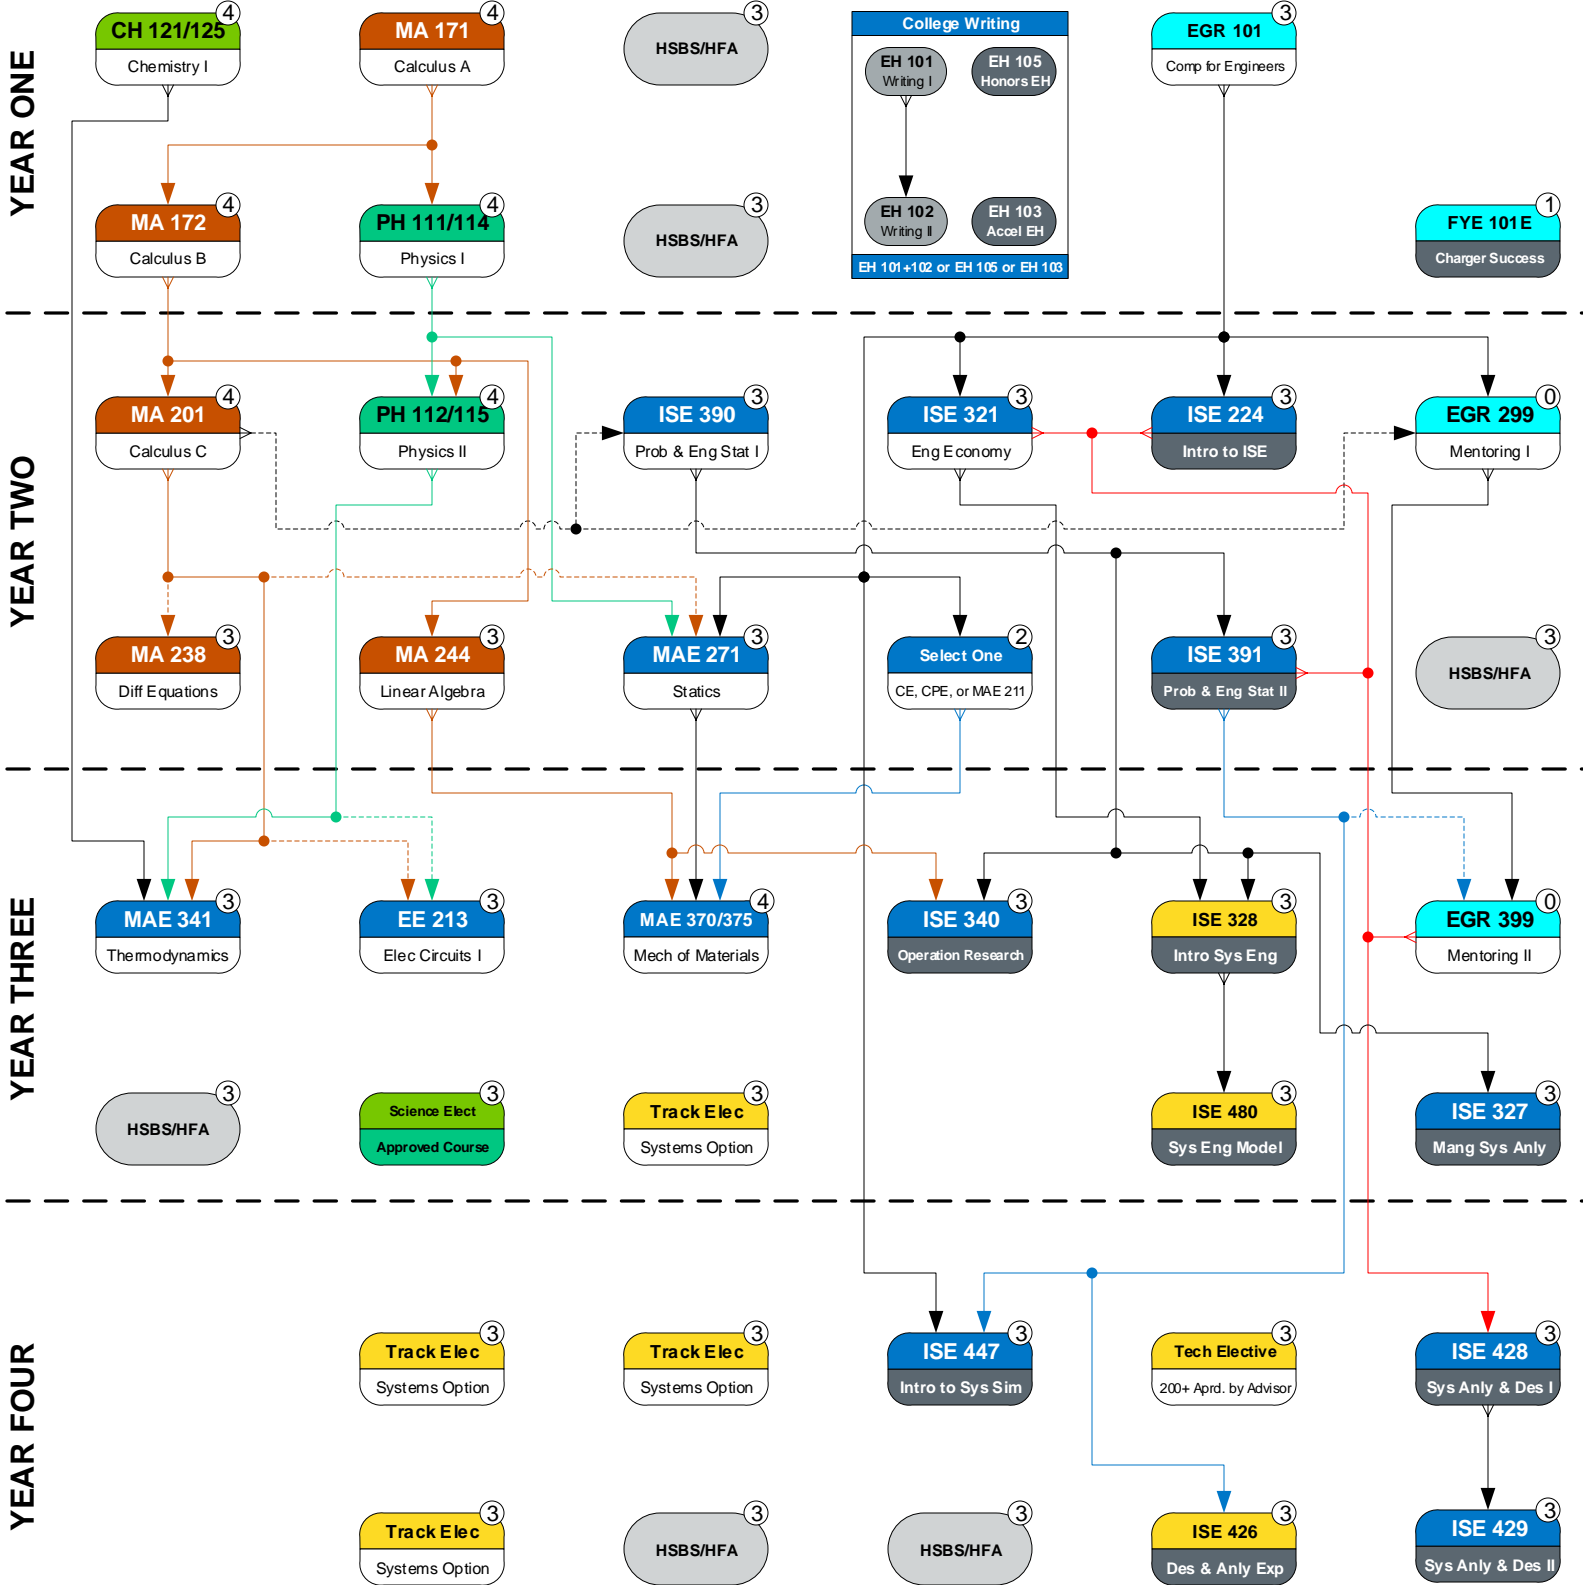 YEAR ONE
4
CH 121/125
Chemistry I
4
MA 171
Calculus A
3
HSBS/HFA
College Writing
EH 101
Writing I
EH 105
Honors EH
EH 102
Writing II
EH 103
Accel EH
EH 101+102 or EH 105 or EH 103
3
EGR 101
Comp for Engineers
4
MA 172
Calculus B
4
PH 111/114
Physics I
3
HSBS/HFA
1
FYE 101E
Charger Success
YEAR TWO
4
MA 201
Calculus C
4
PH 112/115
Physics II
3
ISE 390
Prob & Eng Stat I
3
ISE 321
Eng Economy
3
ISE 224
Intro to ISE
0
EGR 299
Mentoring I
3
MA 238
Diff Equations
3
MA 244
Linear Algebra
3
MAE 271
Statics
2
Select One
CE, CPE, or MAE 211
3
ISE 391
Prob & Eng Stat II
3
HSBS/HFA
YEAR THREE
3
MAE 341
Thermodynamics
3
EE 213
Elec Circuits I
4
MAE 370/375
Mech of Materials
3
ISE 340
Operation Research
3
ISE 328
Intro Sys Eng
0
EGR 399
Mentoring II
3
HSBS/HFA
3
Science Elect
Approved Course
3
Track Elec
Systems Option
3
ISE 480
Sys Eng Model
3
ISE 327
Mang Sys Anly
YEAR FOUR
3
Track Elec
Systems Option
3
Track Elec
Systems Option
3
ISE 447
Intro to Sys Sim
3
Tech Elective
200+ Aprd. by Advisor
3
ISE 428
Sys Anly & Des I
3
Track Elec
Systems Option
3
HSBS/HFA
3
HSBS/HFA
3
ISE 426
Des & Anly Exp
3
ISE 429
Sys Anly & Des II